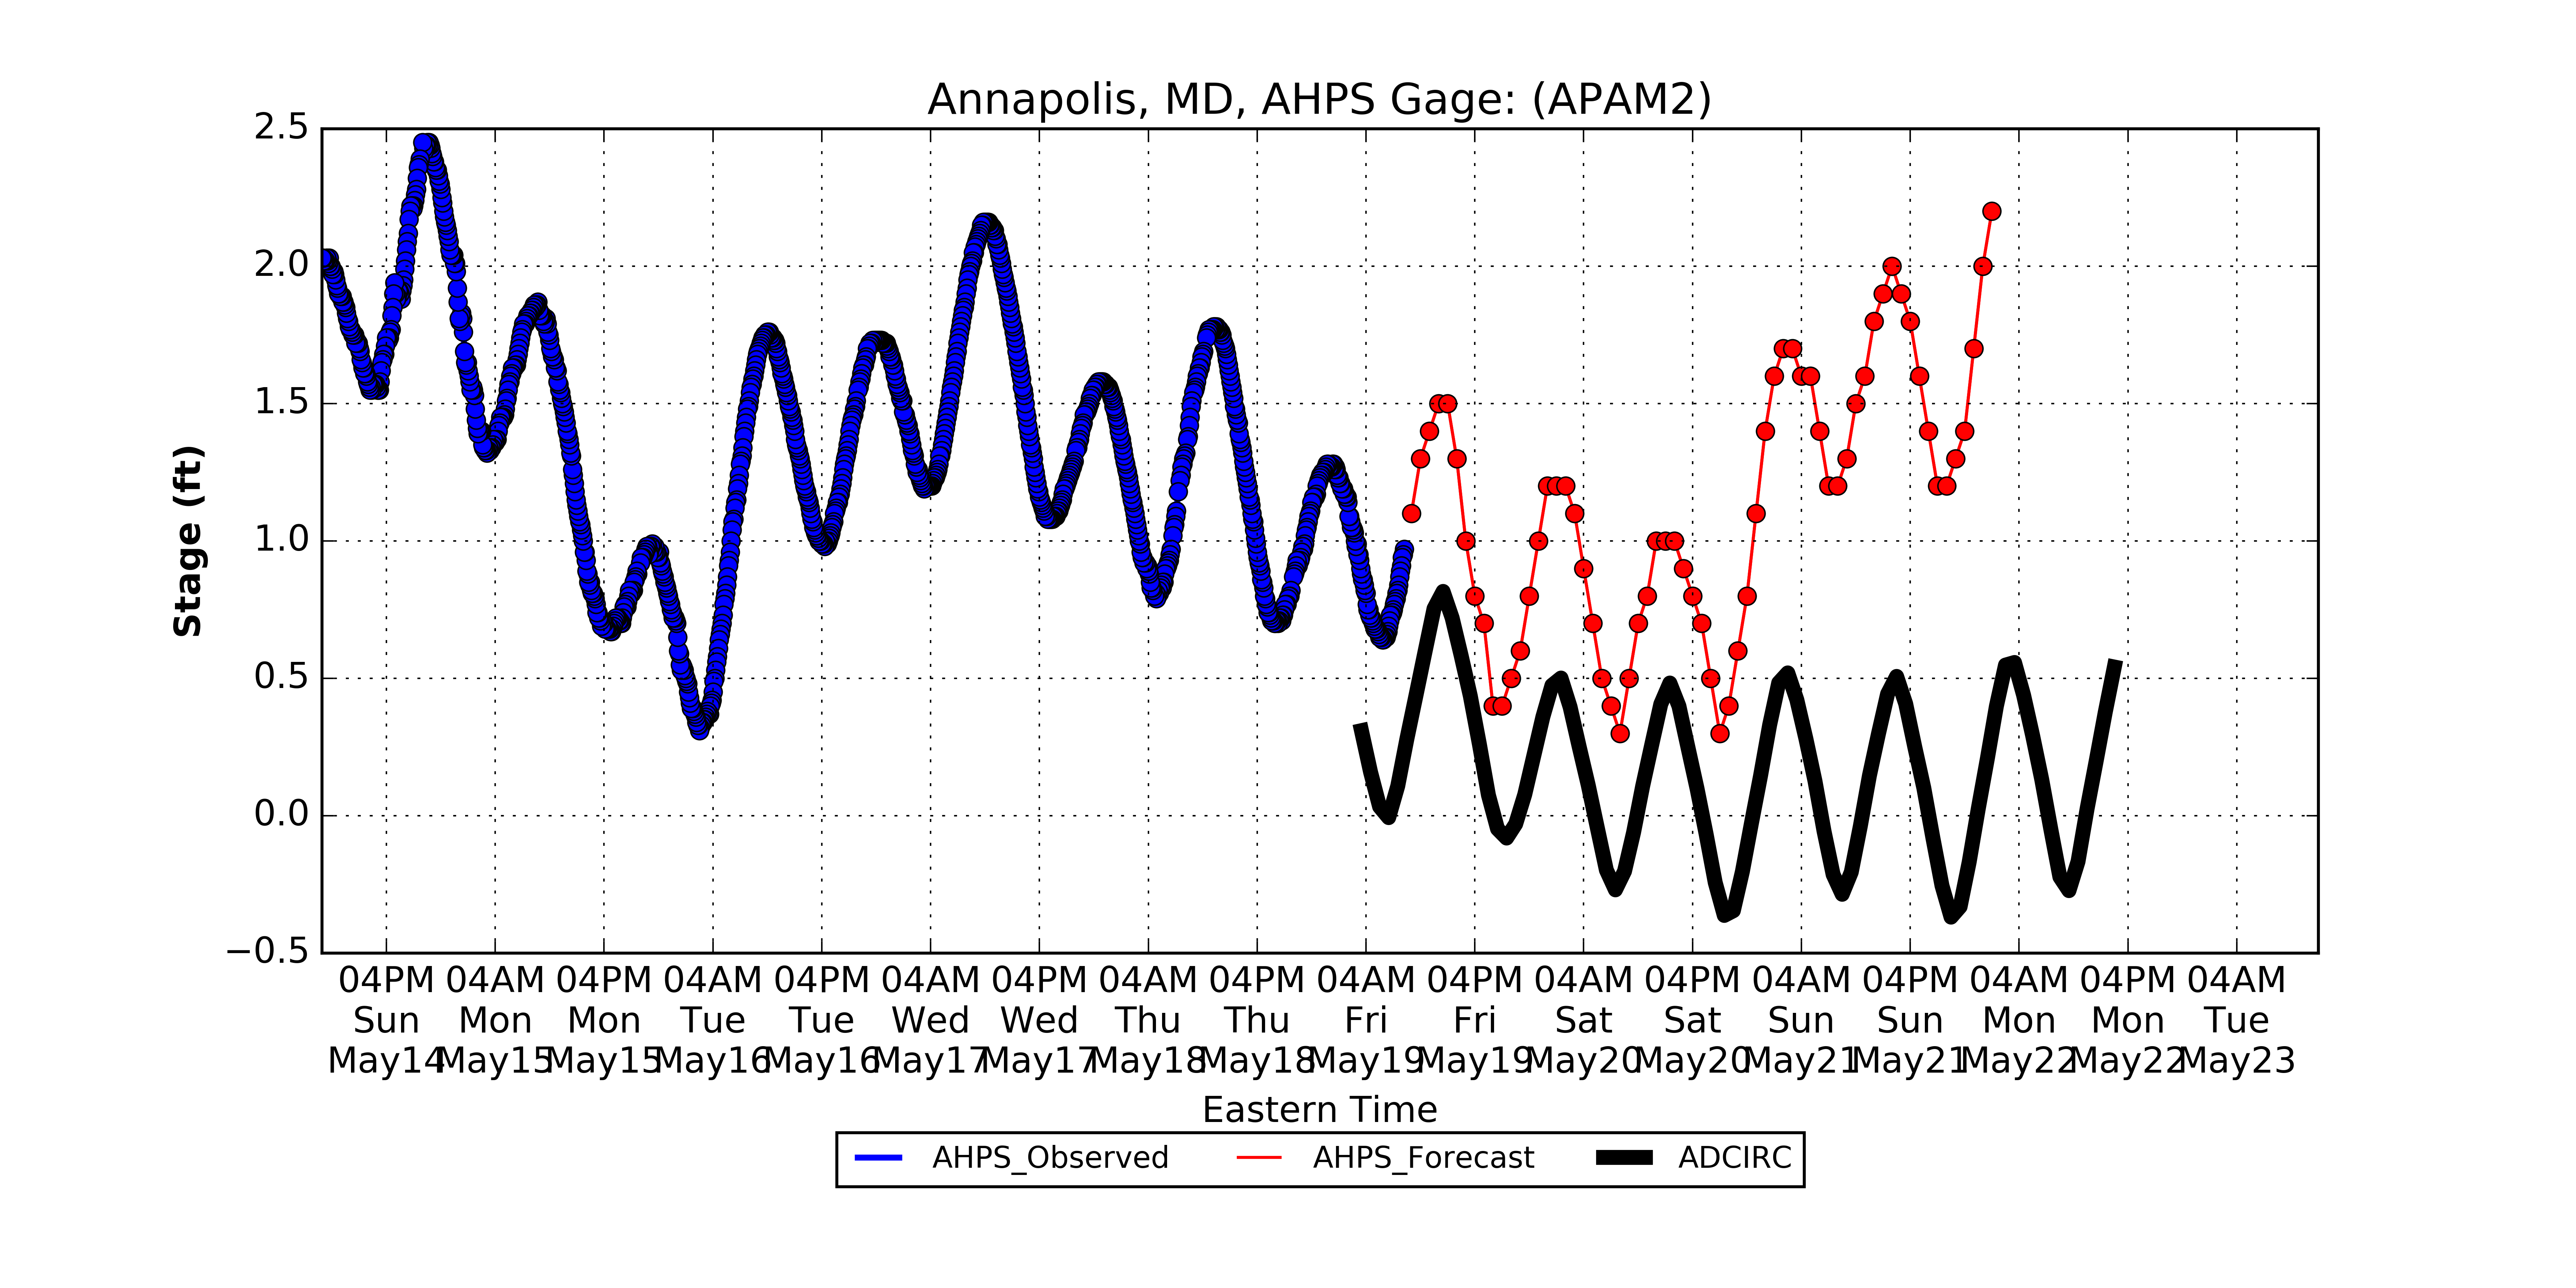 Annapolis, MD, AHPS Gage: (APAM2)
2.5
2.0
1.5
1.0
0.5
0.0
−0.5
Stage (ft)
04PM 04AM 04PM 04AM 04PM 04AM 04PM 04AM 04PM 04AM 04PM 04AM 04PM 04AM 04PM 04AM 04PM 04AM
Sun Mon Mon Tue Tue Wed Wed Thu Thu Fri Fri Sat Sat Sun Sun Mon Mon Tue
May14 May15 May15 May16 May16 May17 May17 May18 May18 May19 May19 May20 May20 May21 May21 May22 May22 May23
Eastern Time
AHPS_Observed AHPS_Forecast ADCIRC